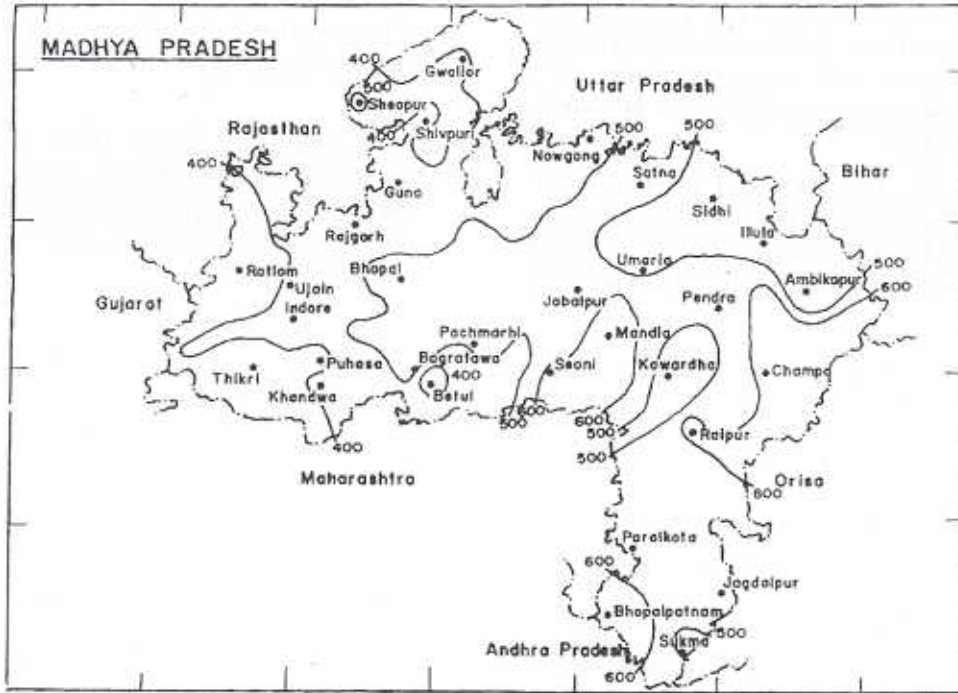 MADHYA PRADESH
400
Gwalior
500
Sheopur
Uttar Pradesh
Rajasthan
400
Shivpuri
500
500
Nowgong
400
Satna
Bihar
Guna
Sidhi
Rajgarh
Illula
Bhopal
Umaria
Ratlam
Ambikapur
500
Gujarat
Ujain
600
Indore
Jabalpur
Pendra
Pachmarhi
Mandla
Puhasa
Bagratawa
Thikri
400
Seoni
Kawardha
Champa
Khandwa
Betul
500
600
600
500
Raipur
400
500
Maharashtra
Orisa
600
Paralkota
600
Jagdalpur
Bhopalpatnam
500
Sukma
Andhra Pradesh
600